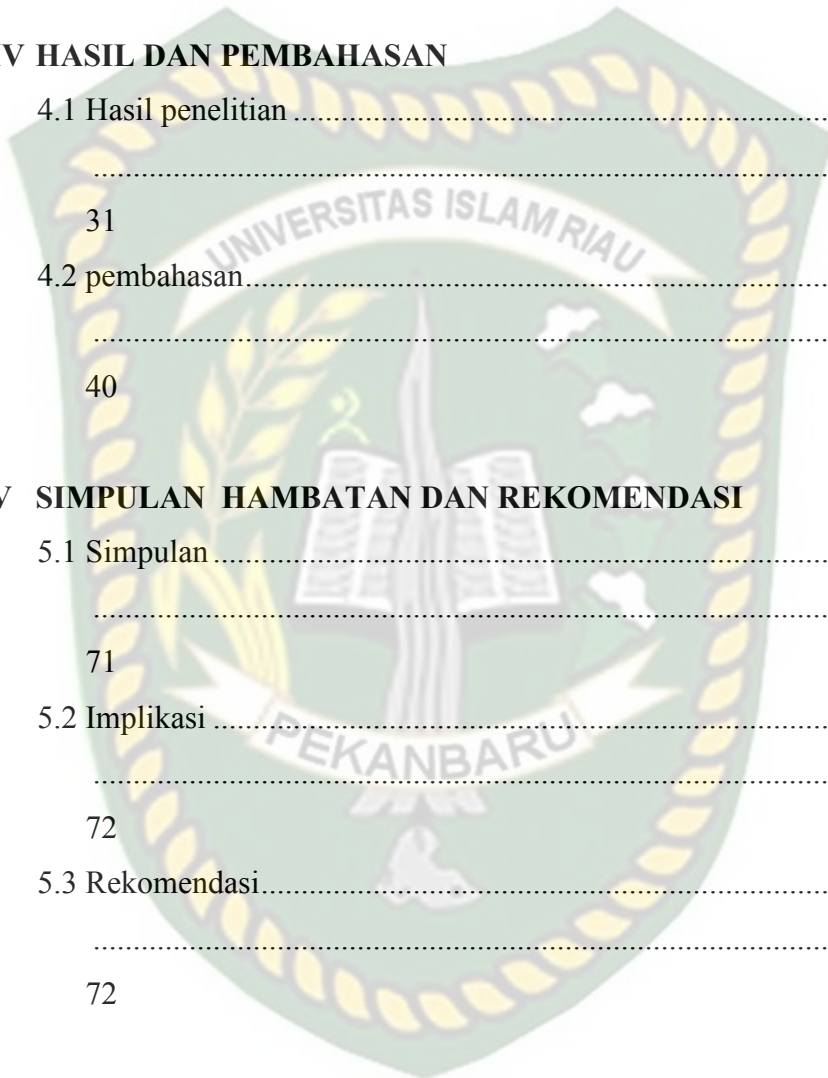 IV HASIL DAN PEMBAHASAN
4.1 Hasil penelitian ........................................................................
........................................................................................................
31
UNIVERSITAS ISLAM RIAU
4.2 pembahasan..............................................................................
........................................................................................................
40
V SIMPULAN HAMBATAN DAN REKOMENDASI
5.1 Simpulan ..................................................................................
........................................................................................................
71
5.2 Implikasi ..................................................................................
PEKANBARU
........................................................................................................
72
5.3 Rekomendasi............................................................................
........................................................................................................
72